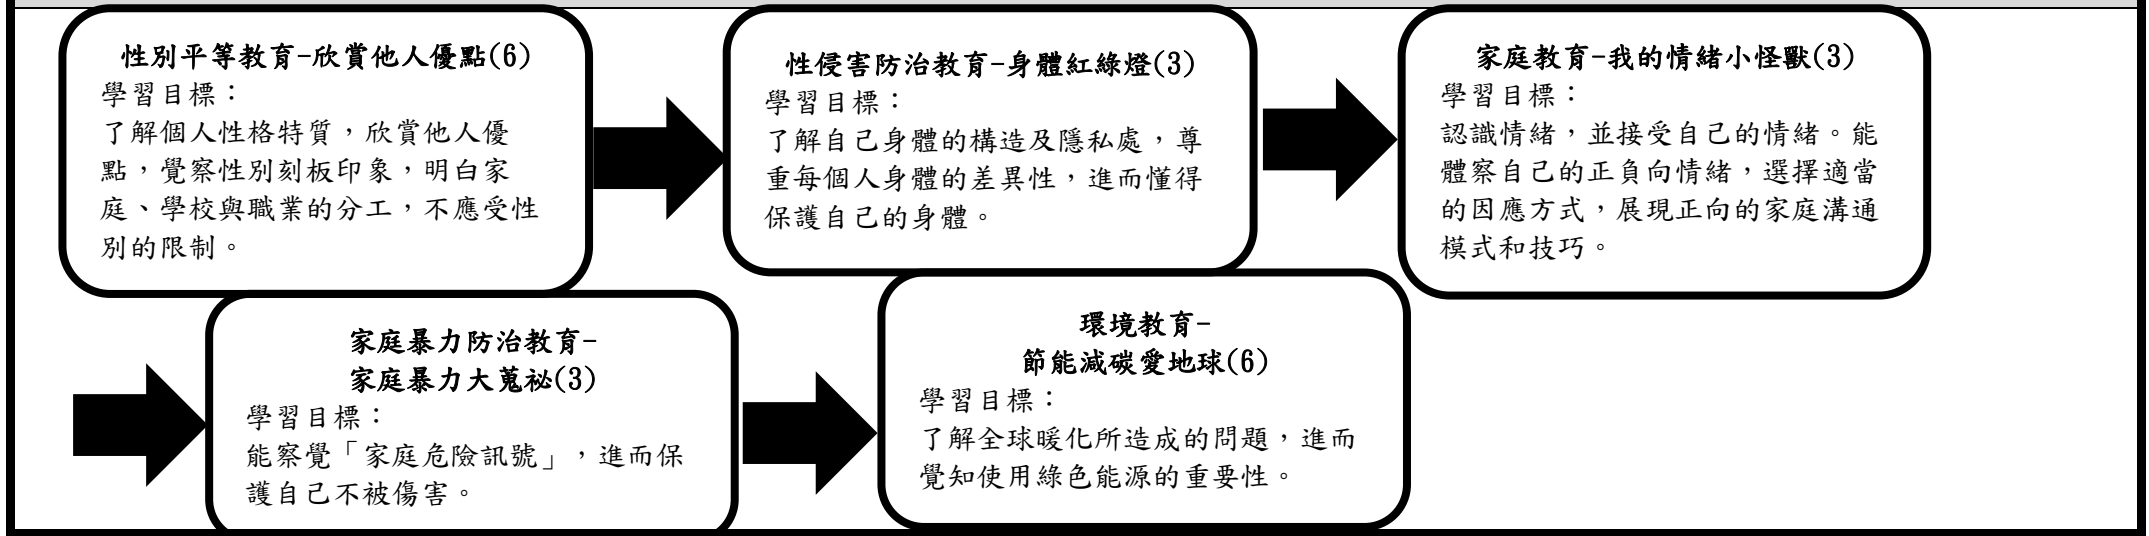 性別平等教育-欣賞他人優點(6)
學習目標：
了解個人性格特質，欣賞他人優
點，覺察性別刻板印象，明白家
庭、學校與職業的分工，不應受性
別的限制。
性侵害防治教育-身體紅綠燈(3)
學習目標：
了解自己身體的構造及隱私處，尊
重每個人身體的差異性，進而懂得
保護自己的身體。
家庭教育-我的情緒小怪獸(3)
學習目標：
認識情緒，並接受自己的情緒。能
體察自己的正負向情緒，選擇適當
的因應方式，展現正向的家庭溝通
模式和技巧。
家庭暴力防治教育-
家庭暴力大蒐祕(3)
學習目標：
能察覺「家庭危險訊號」，進而保
護自己不被傷害。
環境教育-
節能減碳愛地球(6)
學習目標：
了解全球暖化所造成的問題，進而
覺知使用綠色能源的重要性。